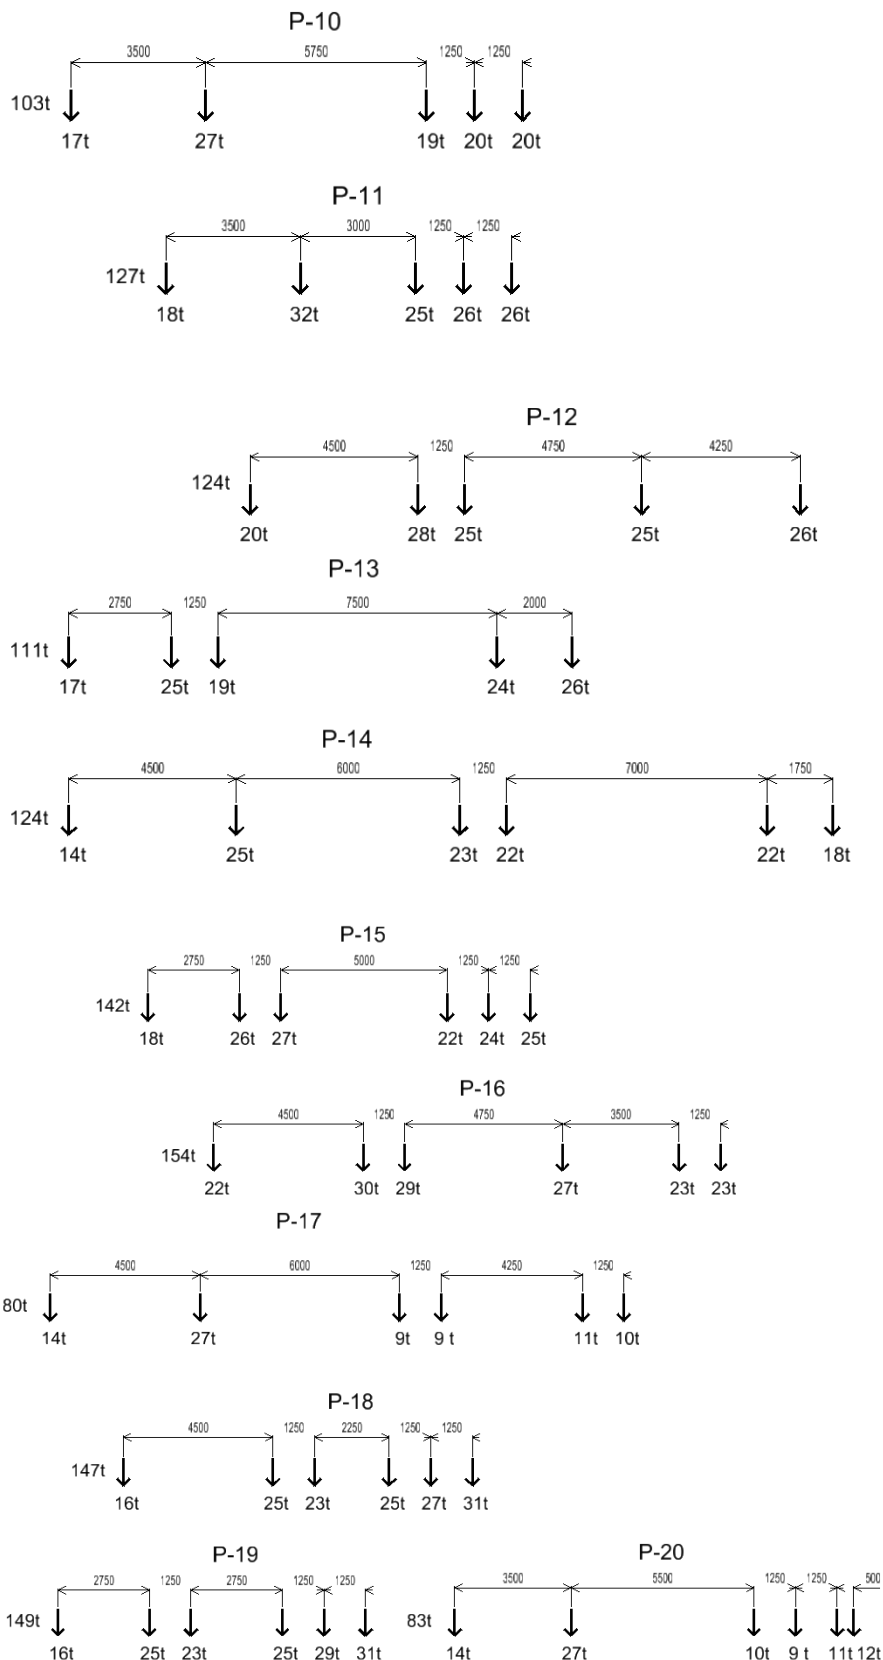 P-10
3500 5750 1250 1250
103t
17t 27t 19t 20t 20t
P-11
3500 3000 1250 1250
127t
18t 32t 25t 26t 26t
P-12
4500 1250 4750 4250
124t
20t 28t 25t 25t 26t
P-13
2750 1250 7500 2000
111t
17t 25t 19t 24t 26t
P-14
4500 6000 1250 7000 1750
124t
14t 25t 23t 22t 22t 18t
P-15
2750 1250 5000 1250 1250
142t
18t 26t 27t 22t 24t 25t
P-16
4500 1250 4750 3500 1250
154t
22t 30t 29t 27t 23t 23t
P-17
4500 6000 1250 4250 1250
80t
14t 27t 9t 9 t 11t 10t
P-18
4500 1250 2250 1250 1250
147t
16t 25t 23t 25t 27t 31t
P-19
2750 1250 2750 1250 1250
149t
16t 25t 23t 25t 29t 31t
P-20
3500 5500 1250 1250 500
83t
14t 27t 10t 9 t 11t 12t